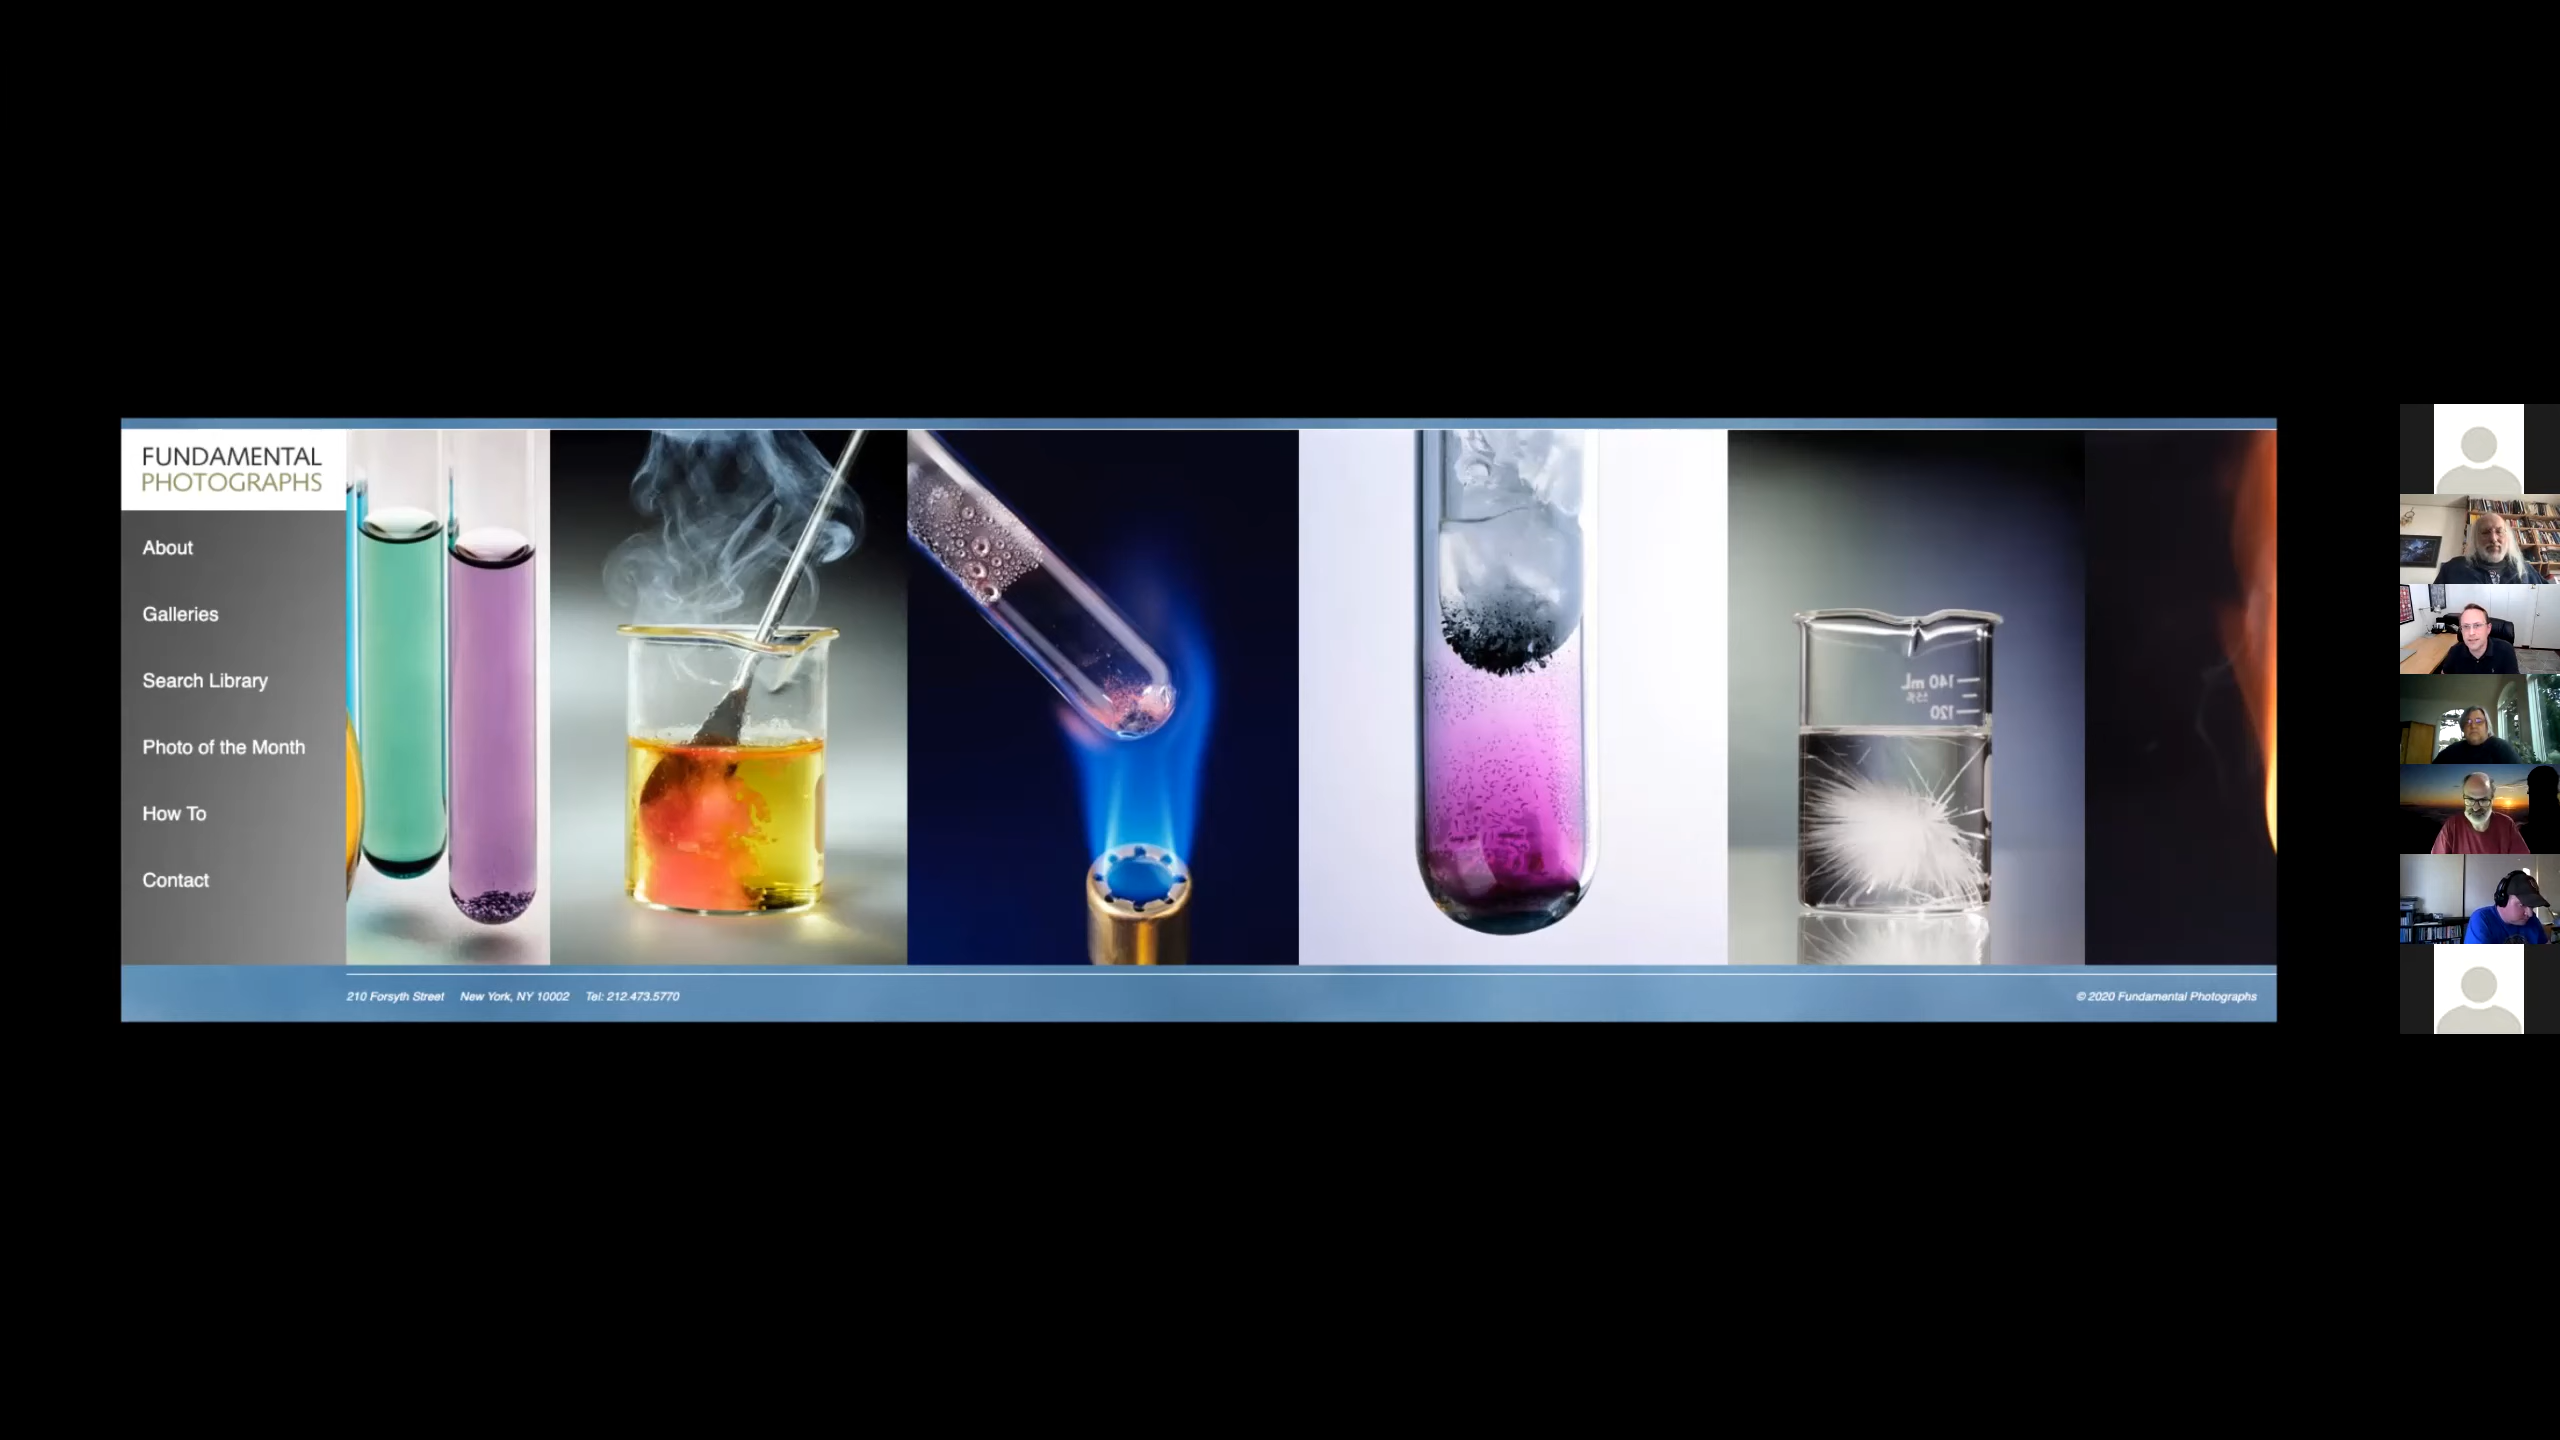 FUNDAMENTAL
PHOTOGRAPHS
About
Galleries
Search Library
Photo of the Month
How To
Contact
140 mL
±5%
120
210 Forsyth Street New York, NY 10002 Tel: 212.473.5770
© 2020 Fundamental Photographs